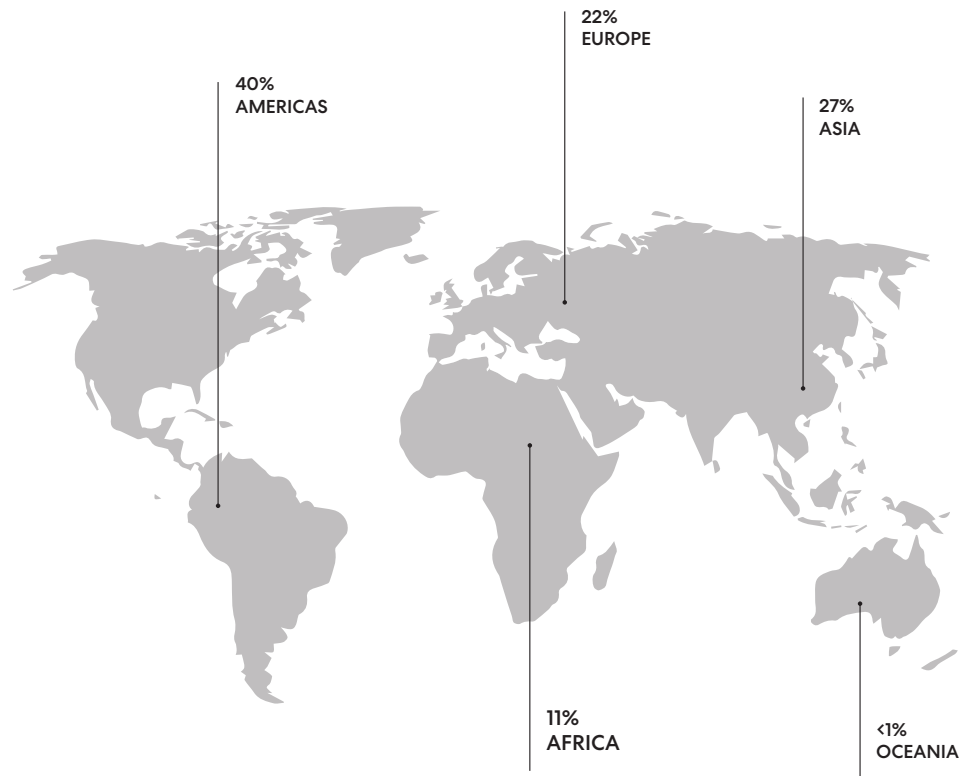 22%
EUROPE
40%
AMERICAS
27%
ASIA
11%
AFRICA
<1%
OCEANIA